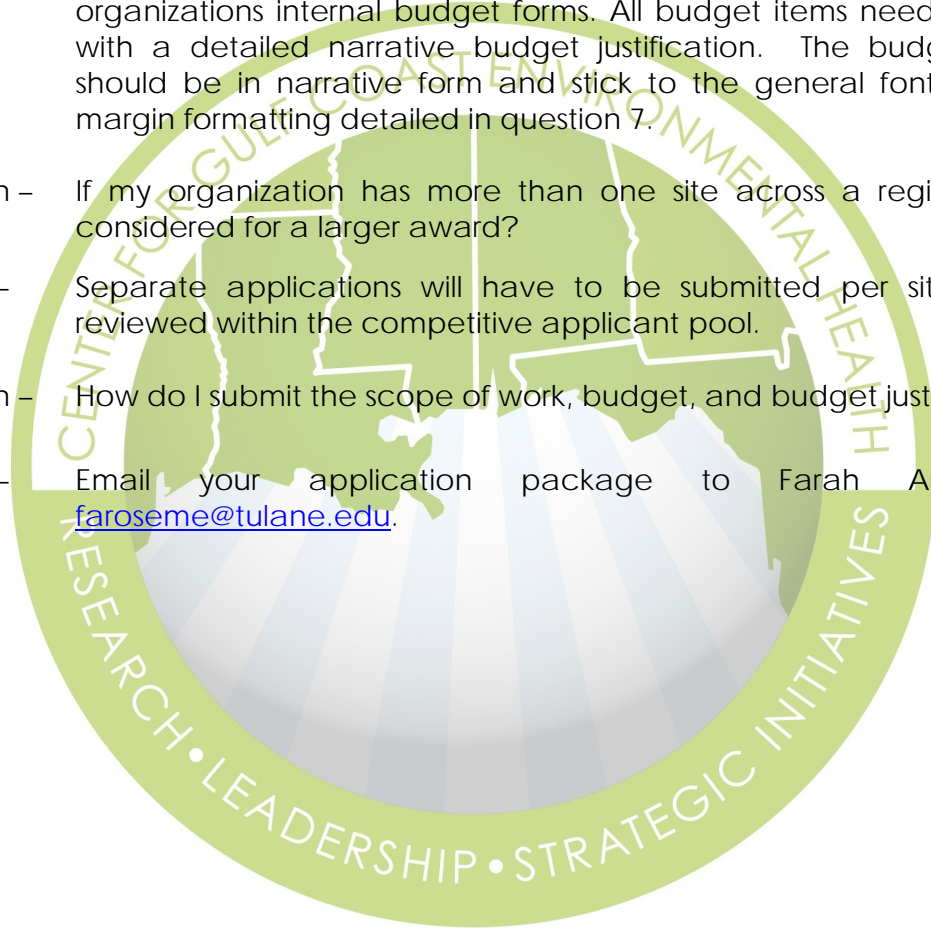 organizations internal budget forms. All budget items need
with a detailed narrative budget justification. The budg
should be in narrative form and stick to the general font
margin formatting detailed in question 7.
n – If my organization has more than one site across a regi
considered for a larger award?
– Separate applications will have to be submitted per sit
reviewed within the competitive applicant pool.
n – How do I submit the scope of work, budget, and budget just
– Email your application package to Farah A
faroseme@tulane.edu.
CENTER FOR GULF COAST ENVIRONMENTAL HEALTH
RESEARCH • LEADERSHIP • STRATEGIC INITIATIVES